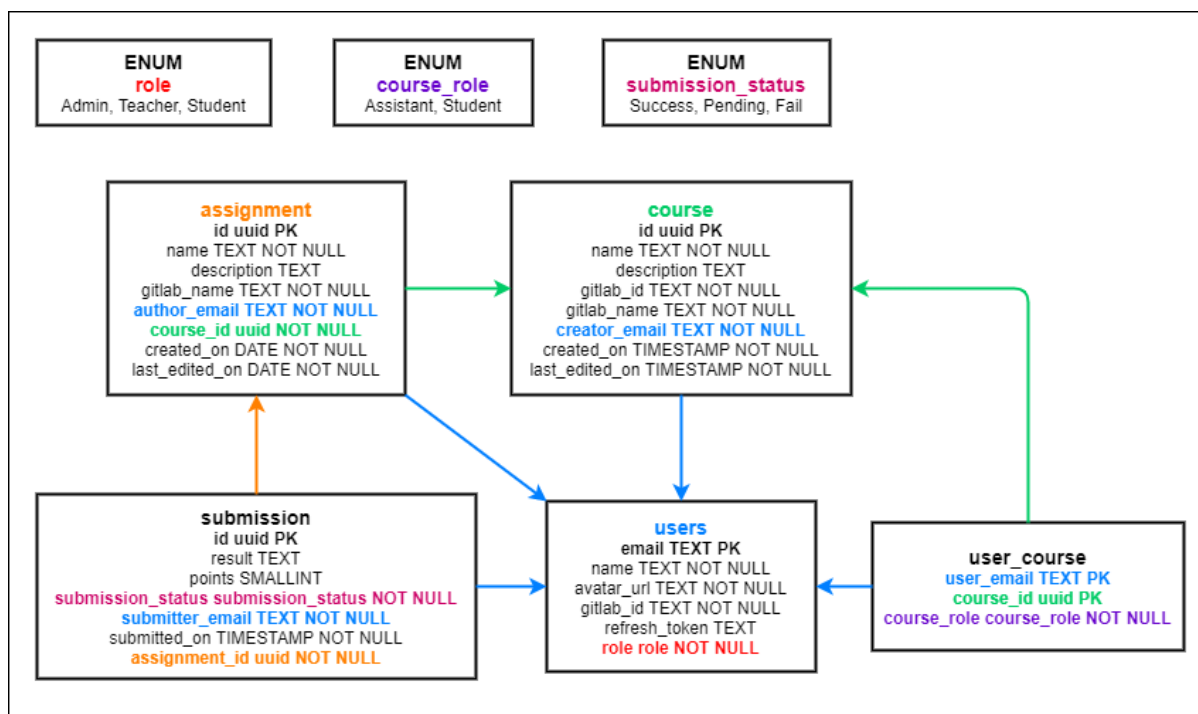 ENUM
role
Admin, Teacher, Student
ENUM
course_role
Assistant, Student
ENUM
submission_status
Success, Pending, Fail
assignment
id uuid PK
name TEXT NOT NULL
description TEXT
gitlab_name TEXT NOT NULL
author_email TEXT NOT NULL
course_id uuid NOT NULL
created_on DATE NOT NULL
last_edited_on DATE NOT NULL
course
id uuid PK
name TEXT NOT NULL
description TEXT
gitlab_id TEXT NOT NULL
gitlab_name TEXT NOT NULL
creator_email TEXT NOT NULL
created_on TIMESTAMP NOT NULL
last_edited_on TIMESTAMP NOT NULL
submission
id uuid PK
result TEXT
points SMALLINT
submission_status submission_status NOT NULL
submitter_email TEXT NOT NULL
submitted_on TIMESTAMP NOT NULL
assignment_id uuid NOT NULL
users
email TEXT PK
name TEXT NOT NULL
avatar_url TEXT NOT NULL
gitlab_id TEXT NOT NULL
refresh_token TEXT
role role NOT NULL
user_course
user_email TEXT PK
course_id uuid PK
course_role course_role NOT NULL